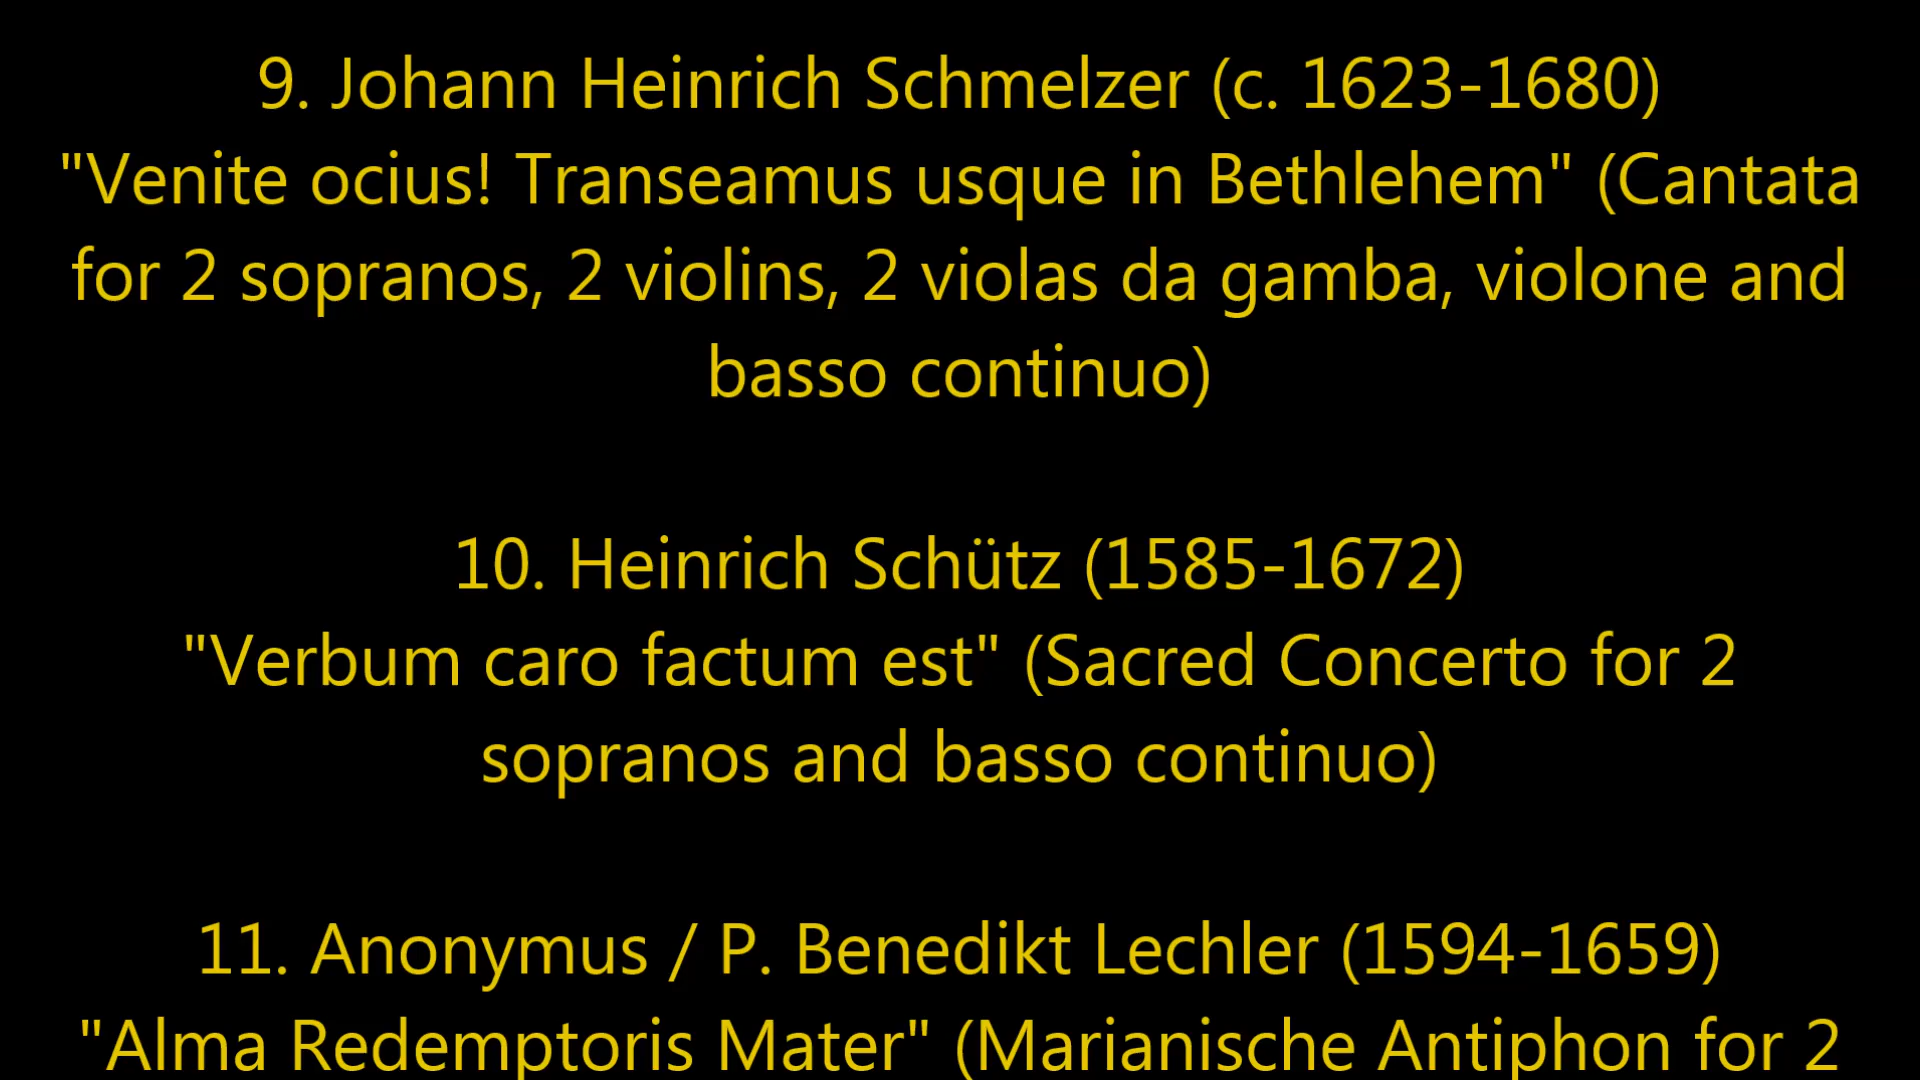 9. Johann Heinrich Schmelzer (c. 1623-1680)
"Venite ocius! Transeamus usque in Bethlehem" (Cantata
for 2 sopranos, 2 violins, 2 violas da gamba, violone and
basso continuo)
10. Heinrich Schütz (1585-1672)
"Verbum caro factum est" (Sacred Concerto for 2
sopranos and basso continuo)
11. Anonymus / P. Benedikt Lechler (1594-1659)
"Alma Redemptoris Mater" (Marianische Antiphon for 2